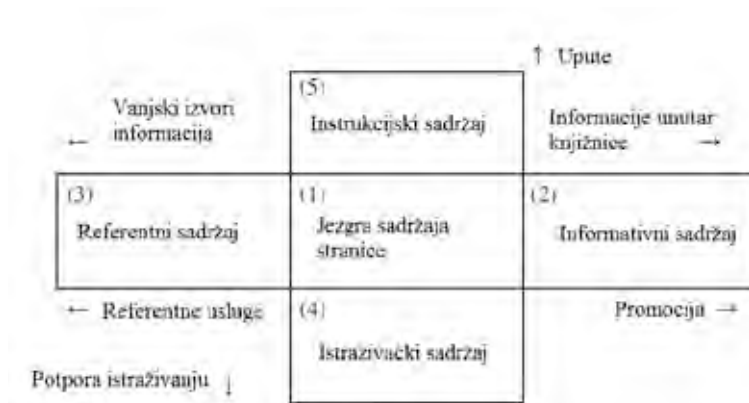 ↑ Upute
(5)
Vanjski izvori
informacija
←
Instrukcijski sadržaj
Informacije unutar
knjižnice →
(3)
Referentni sadržaj
(1)
Jezgra sadržaja
stranice
(2)
Informativni sadržaj
← Referentne usluge
(4)
Promocija →
Istraživački sadržaj
Potpora istraživanju ↓